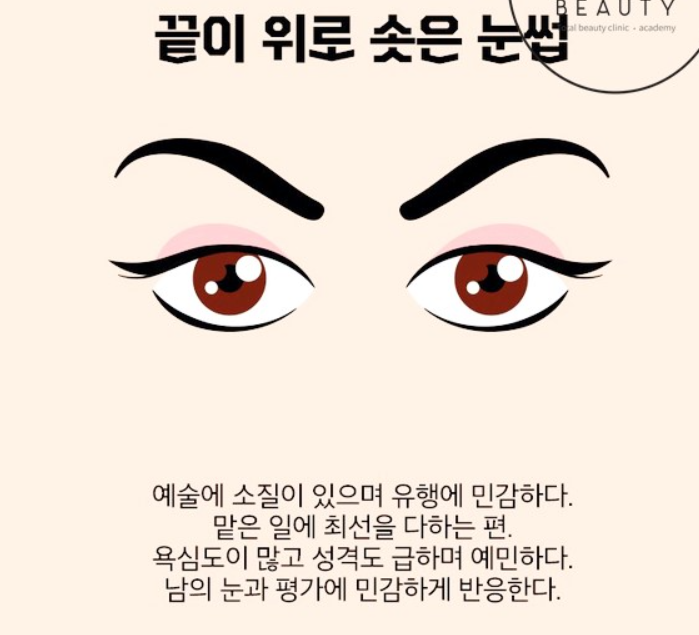 BEAUTY
beauty clinic • academy
끝이 위로 솟은 눈썹
예술에 소질이 있으며 유행에 민감하다.
맡은 일에 최선을 다하는 편.
욕심도이 많고 성격도 급하며 예민하다.
남의 눈과 평가에 민감하게 반응한다.